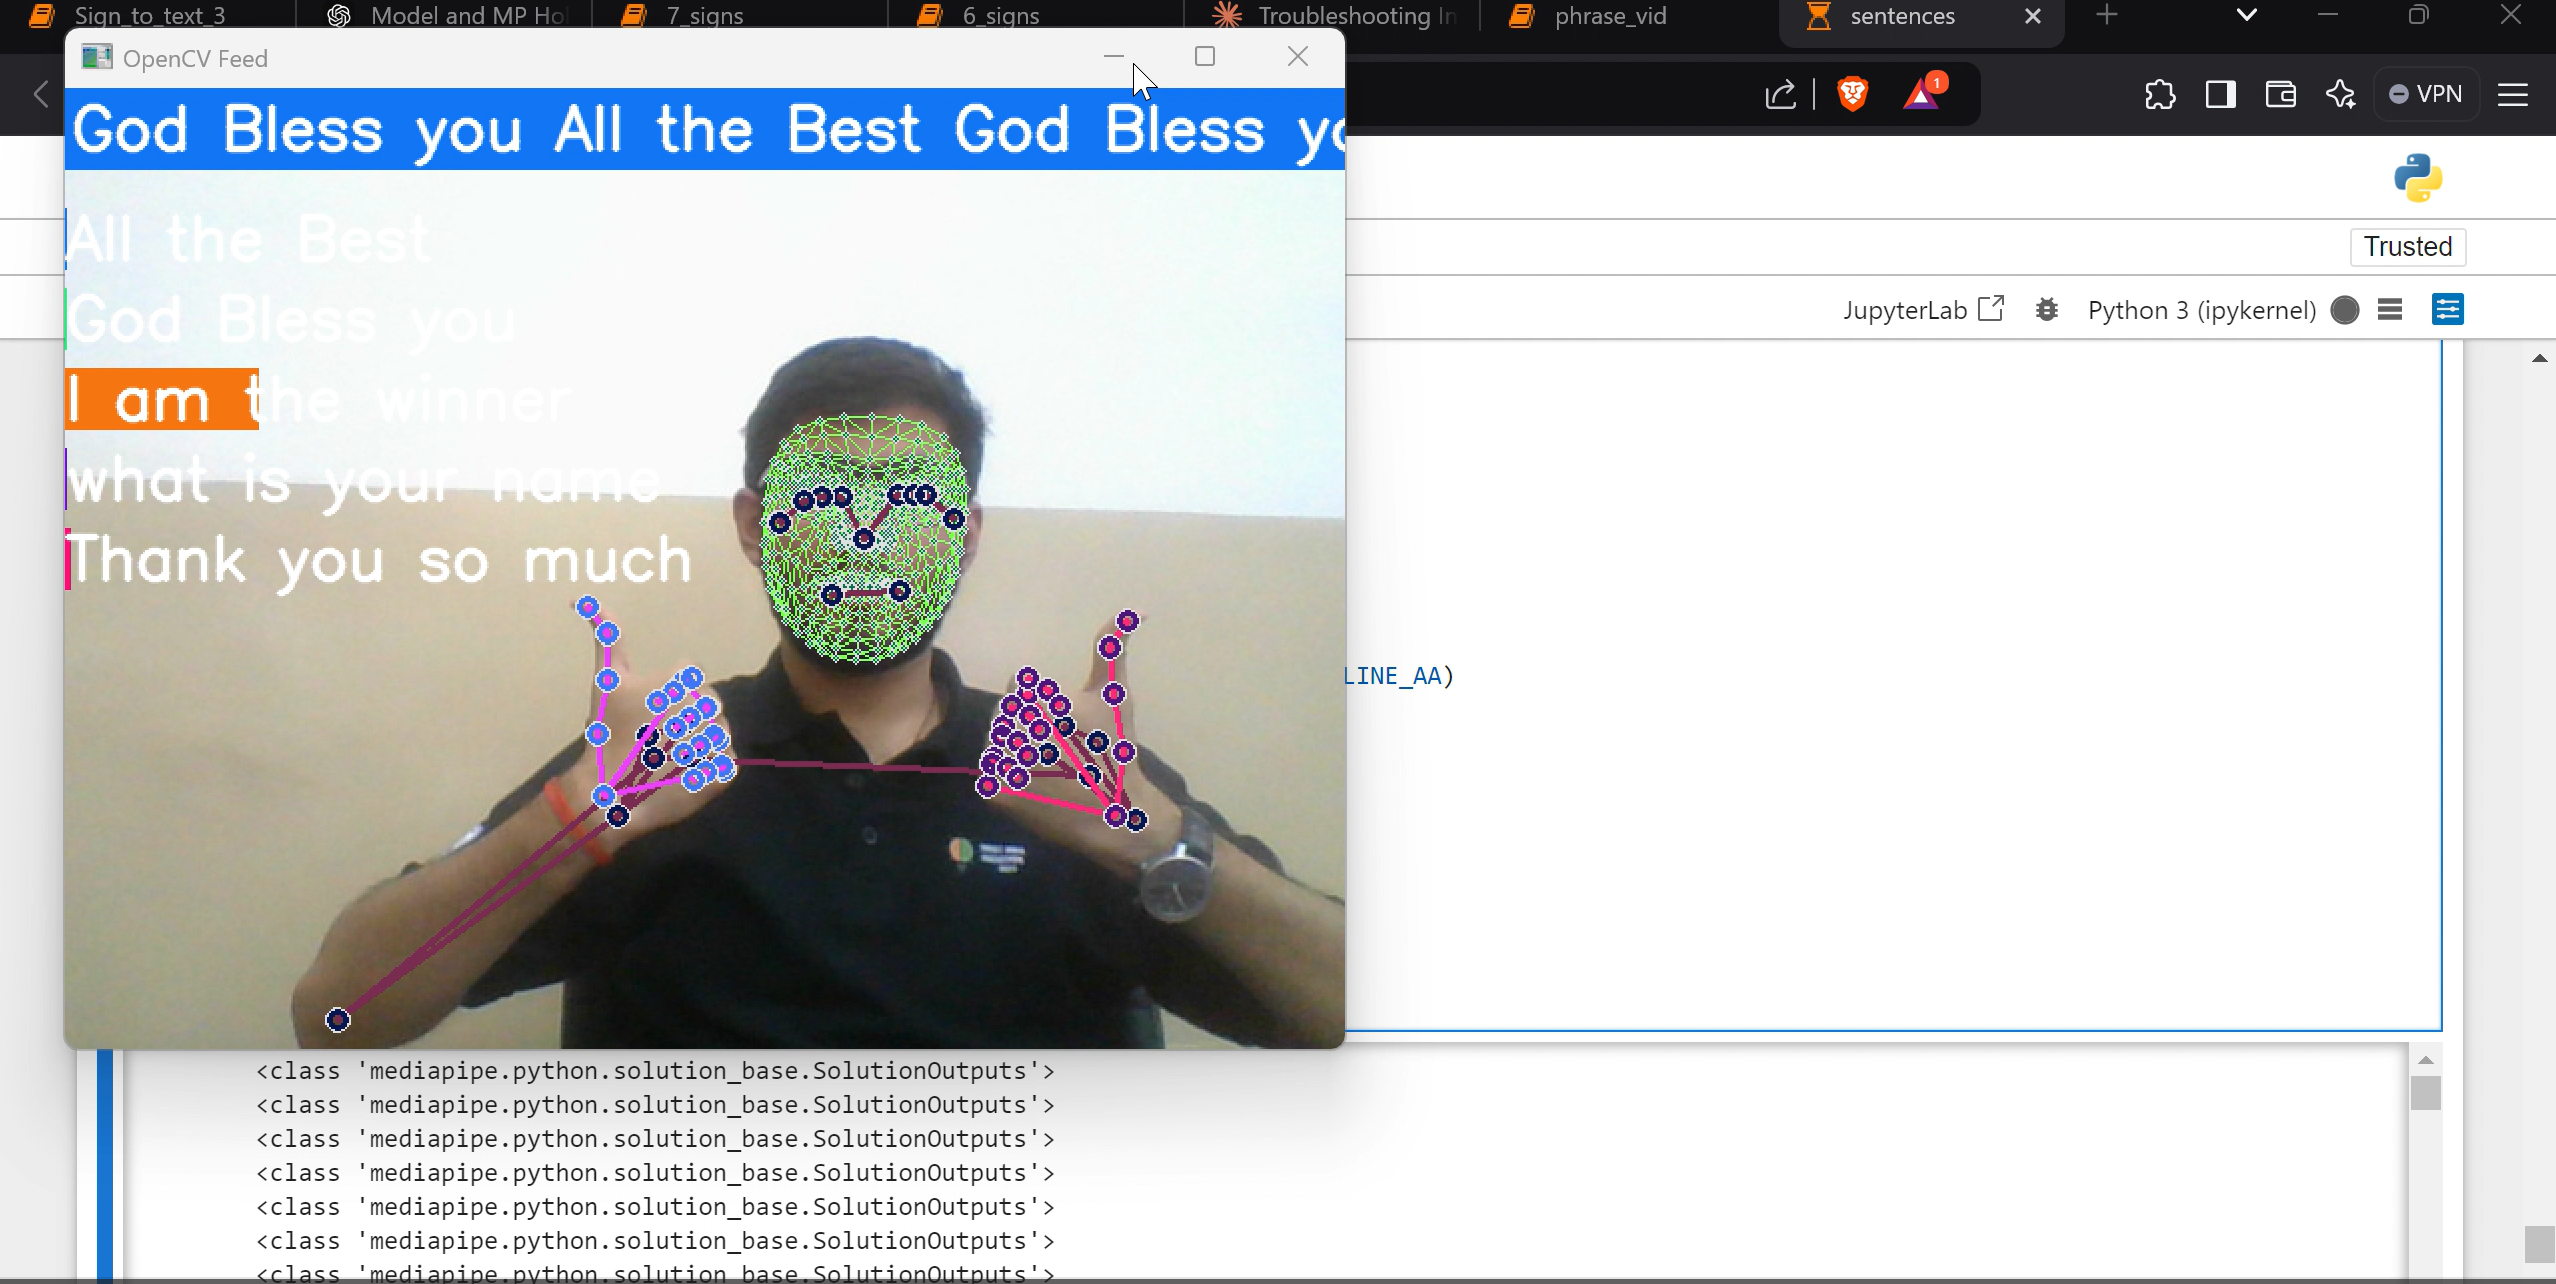 Sign_to_text_3
Model and MP Hol
7_signs
6_signs
Troubleshooting In
phrase_vid
sentences
OpenCV Feed
1
VPN
God Bless you All the Best God Bless yo
All the Best
God Bless you
I am the winner
what is your name
Thank you so much
Trusted
JupyterLab
Python 3 (ipykernel)
LINE_AA)
<class 'mediapipe.python.solution_base.SolutionOutputs'>
<class 'mediapipe.python.solution_base.SolutionOutputs'>
<class 'mediapipe.python.solution_base.SolutionOutputs'>
<class 'mediapipe.python.solution_base.SolutionOutputs'>
<class 'mediapipe.python.solution_base.SolutionOutputs'>
<class 'mediapipe.python.solution_base.SolutionOutputs'>
<class 'mediapipe.python.solution_base.SolutionOutputs'>